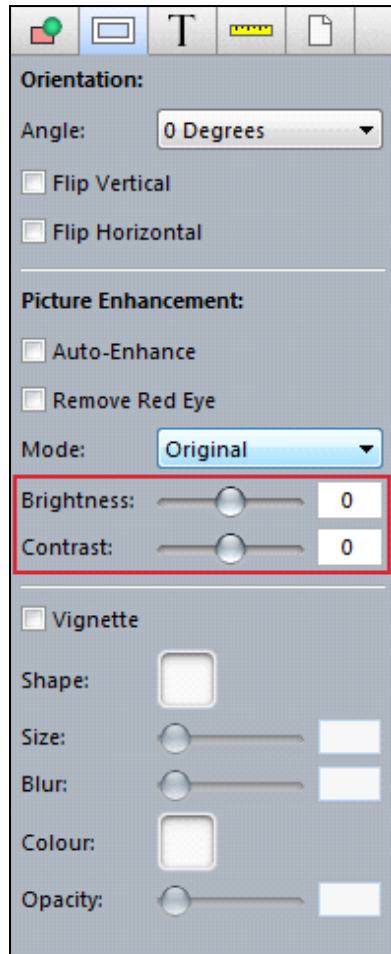 T
Orientation:
Angle: 0 Degrees
Flip Vertical
Flip Horizontal
Picture Enhancement:
Auto-Enhance
Remove Red Eye
Mode: Original
Brightness: 0
Contrast: 0
Vignette
Shape:
Size:
Blur:
Colour:
Opacity: